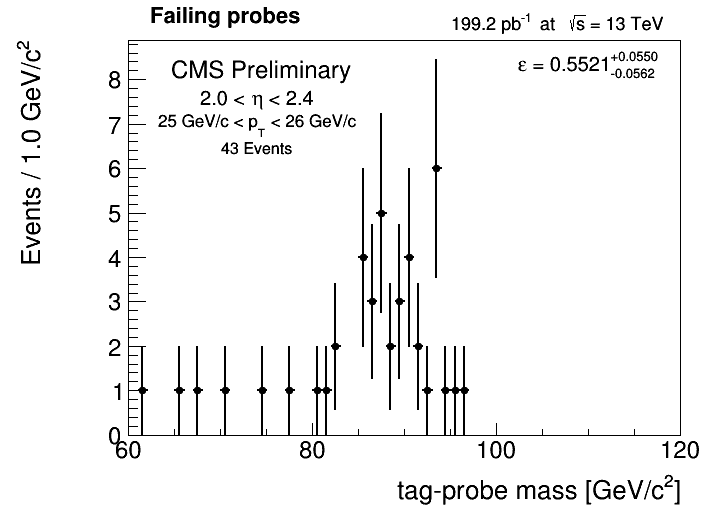 Failing probes
199.2 pb⁻¹ at √s = 13 TeV
CMS Preliminary
2.0 < η < 2.4
25 GeV/c < p_T < 26 GeV/c
43 Events
ε = 0.5521 +0.0550 -0.0562
Events / 1.0 GeV/c²
8
7
6
5
4
3
2
1
0
60 80 100 120
tag-probe mass [GeV/c²]